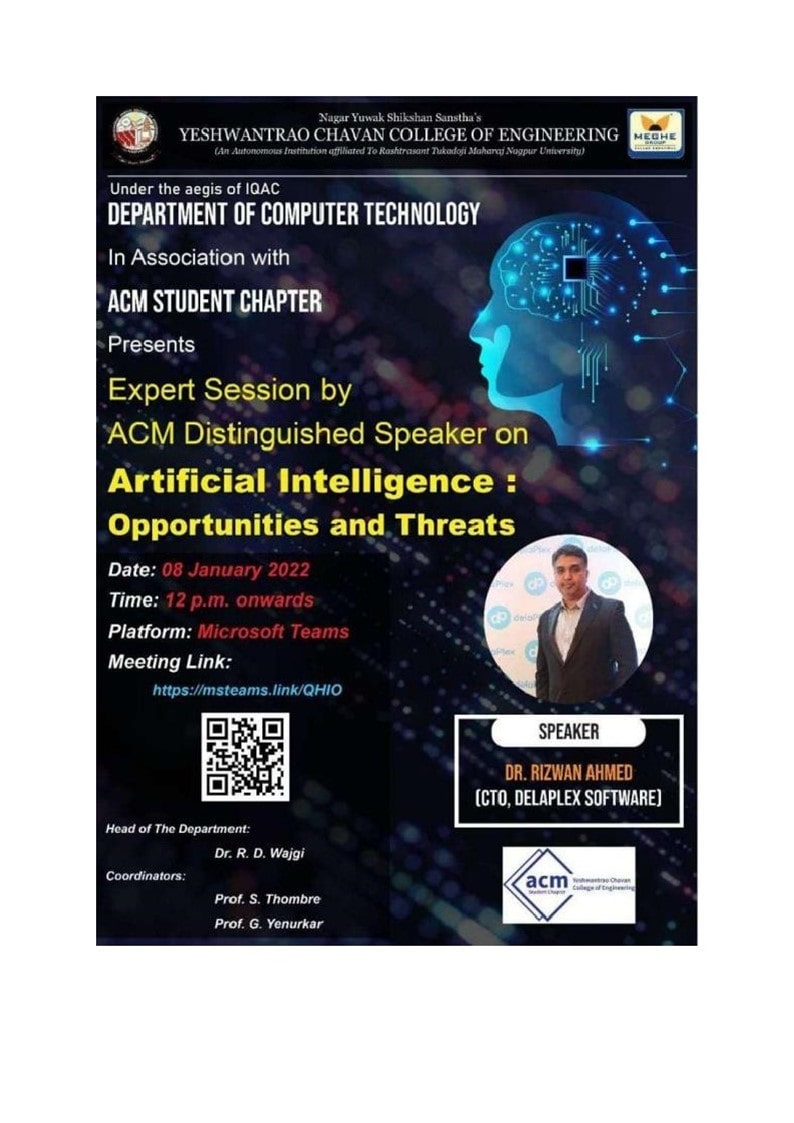 Nagar Yuwak Shikshan Sanstha's
YESHWANTRAO CHAVAN COLLEGE OF ENGINEERING
(An Autonomous Institution affiliated To Rashtrasant Tukadoji Maharaj Nagpur University)
MEGHE
GROUP
Under the aegis of IQAC
DEPARTMENT OF COMPUTER TECHNOLOGY
In Association with
ACM STUDENT CHAPTER
Presents
Expert Session by
ACM Distinguished Speaker on
Artificial Intelligence :
Opportunities and Threats
Date: 08 January 2022
Time: 12 p.m. onwards
Platform: Microsoft Teams
Meeting Link:
https://msteams.link/QHIO
SPEAKER
DR. RIZWAN AHMED
(CTO, DELAPLEX SOFTWARE)
Head of The Department:
Dr. R. D. Wajgi
Coordinators:
Prof. S. Thombre
Prof. G. Yenurkar
acm
Student Chapter
Yeshwantrao Chavan
College of Engineering